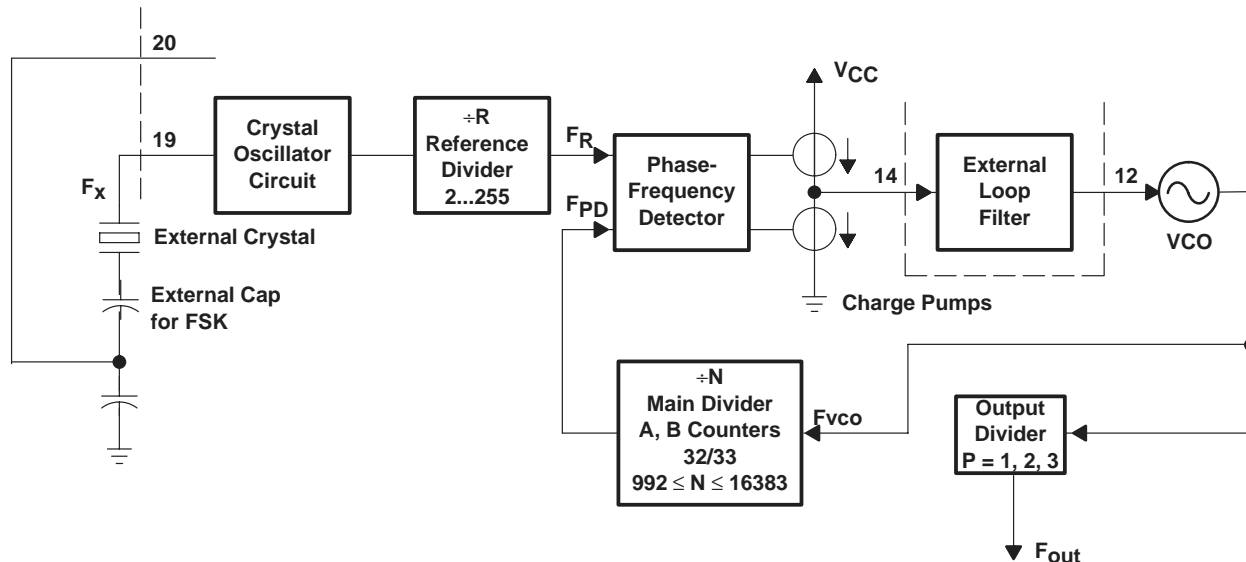 20
19
Fx
External Crystal
External Cap
for FSK
Crystal
Oscillator
Circuit
÷R
Reference
Divider
2...255
FR
FPD
Phase-
Frequency
Detector
VCC
Charge Pumps
14
External
Loop
Filter
12
VCO
÷N
Main Divider
A, B Counters
32/33
992 ≤ N ≤ 16383
Fvco
Output
Divider
P = 1, 2, 3
Fout